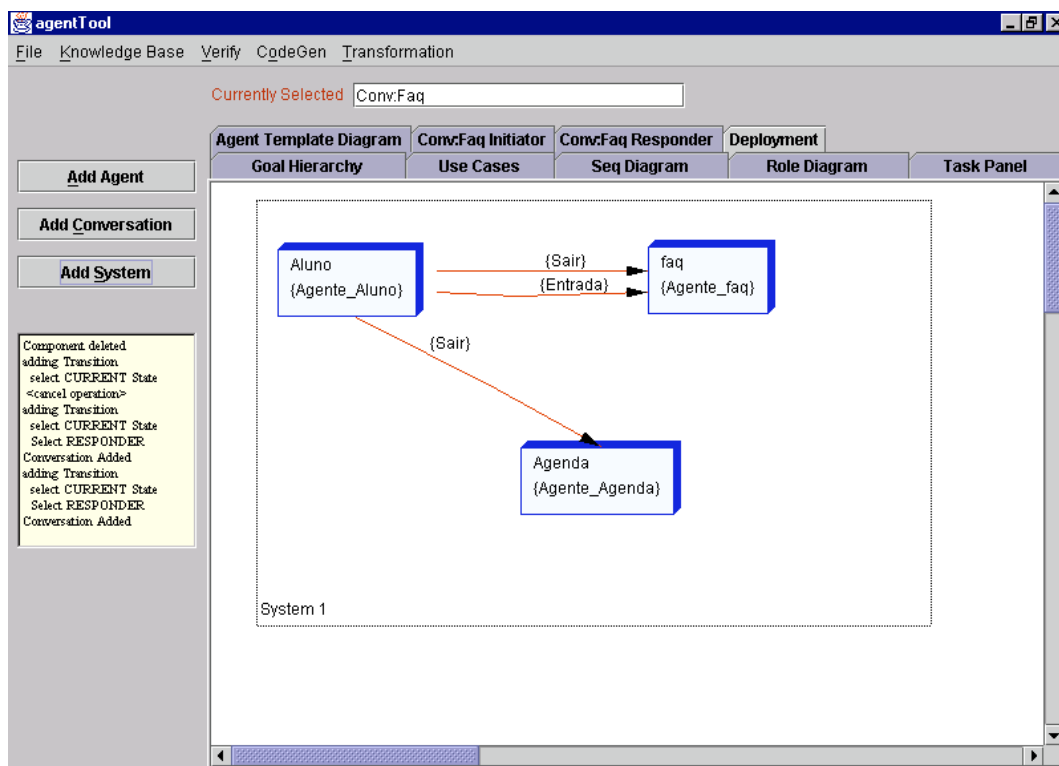 agentTool
File Knowledge Base Verify CodeGen Transformation
Currently Selected Conv:Faq
Agent Template Diagram Conv:Faq Initiator Conv:Faq Responder Deployment
Goal Hierarchy Use Cases Seq Diagram Role Diagram Task Panel
Add Agent
Add Conversation
Add System
Component deleted
adding Transition
select CURRENT State
<cancel operation>
adding Transition
select CURRENT State
Select RESPONDER
Conversation Added
adding Transition
select CURRENT State
Select RESPONDER
Conversation Added
Aluno
{Agente_Aluno}
{Sair}
{Entrada}
faq
{Agente_faq}
{Sair}
Agenda
{Agente_Agenda}
System 1